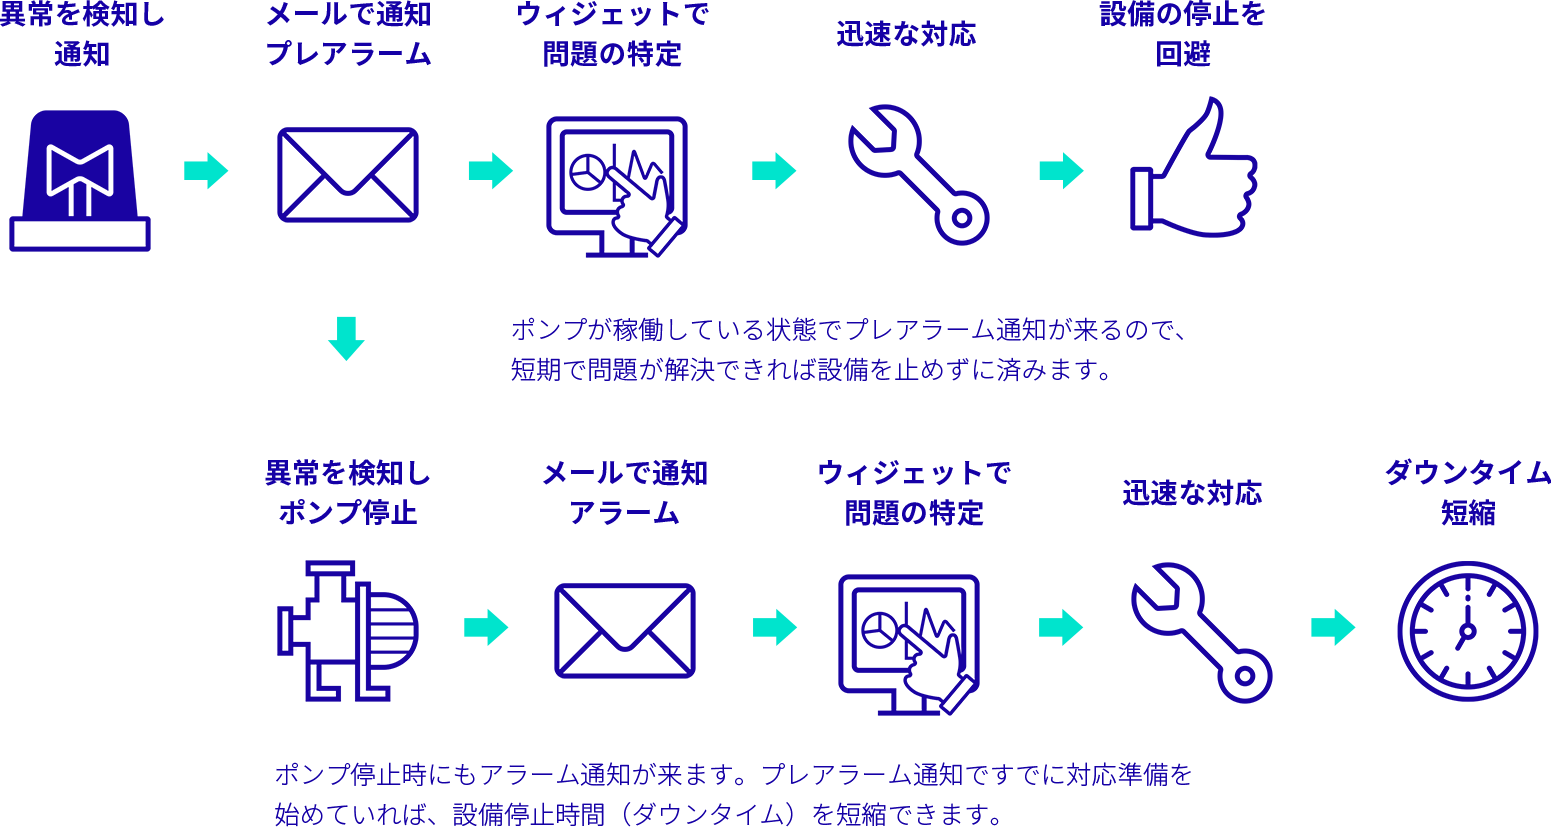 異常を検知し
通知
メールで通知
プレアラーム
ウィジェットで
問題の特定
迅速な対応
設備の停止を
回避
ポンプが稼働している状態でプレアラーム通知が来るので、
短期で問題が解決できれば設備を止めずに済みます。
異常を検知し
ポンプ停止
メールで通知
アラーム
ウィジェットで
問題の特定
迅速な対応
ダウンタイム
短縮
ポンプ停止時にもアラーム通知が来ます。プレアラーム通知ですでに対応準備を
始めていれば、設備停止時間（ダウンタイム）を短縮できます。